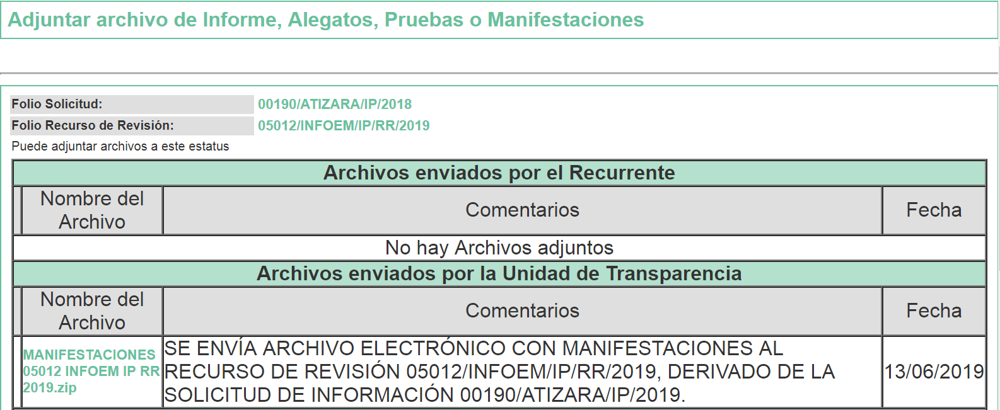 Adjuntar archivo de Informe, Alegatos, Pruebas o Manifestaciones
Folio Solicitud: 00190/ATIZARA/IP/2018
Folio Recurso de Revisión: 05012/INFOEM/IP/RR/2019
Puede adjuntar archivos a este estatus
Archivos enviados por el Recurrente
Nombre del
Archivo
Comentarios
Fecha
No hay Archivos adjuntos
Archivos enviados por la Unidad de Transparencia
Nombre del
Archivo
Comentarios
Fecha
MANIFESTACIONES
05012 INFOEM IP RR
2019.zip
SE ENVÍA ARCHIVO ELECTRÓNICO CON MANIFESTACIONES AL
RECURSO DE REVISIÓN 05012/INFOEM/IP/RR/2019, DERIVADO DE LA
SOLICITUD DE INFORMACIÓN 00190/ATIZARA/IP/2019.
13/06/2019